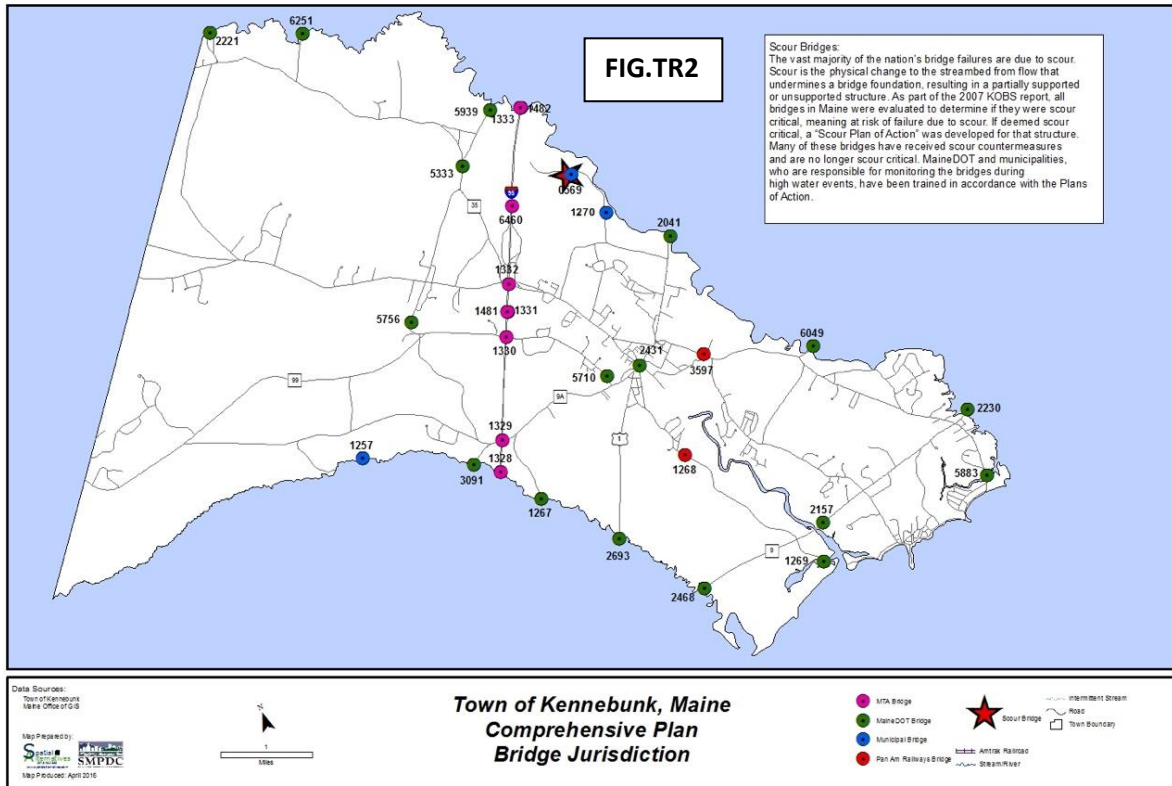 2221
6251
FIG.TR2
Scour Bridges:
The vast majority of the nation's bridge failures are due to scour.
Scour is the physical change to the streambed from flow that
undermines a bridge foundation, resulting in a partially supported
or unsupported structure. As part of the 2007 KOBS report, all
bridges in Maine were evaluated to determine if they were scour
critical, meaning at risk of failure due to scour. If deemed scour
critical, a "Scour Plan of Action" was developed for that structure.
Many of these bridges have received scour countermeasures
and are no longer scour critical. MaineDOT and municipalities,
who are responsible for monitoring the bridges during
high water events, have been trained in accordance with the Plans
of Action.
5939
1333
1482
5333
0569
95
35
6460
1270
2041
1332
1481
1331
5756
1330
6049
2431
3597
5710
99
9A
2230
1
1329
1257
1328
3091
1268
5883
1267
2157
2693
9
1269
2468
Data Sources:
Town of Kennebunk
Maine Office of GIS
Map Prepared by:
Spatial
Alternatives
SMPDC
Map Produced: April 2016
N
1
Miles
Town of Kennebunk, Maine
Comprehensive Plan
Bridge Jurisdiction
MTA Bridge
MaineDOT Bridge
Municipal Bridge
Pan Am Railways Bridge
Scour Bridge
Amtrak Railroad
Stream/River
Intermittent Stream
Road
Town Boundary